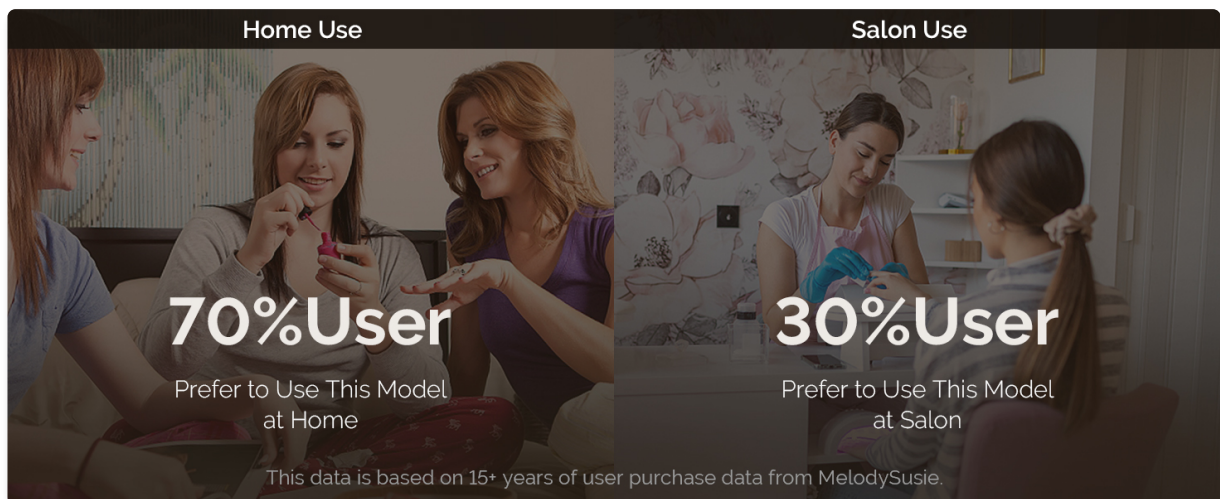 Home Use
Salon Use
70%User
30%User
Prefer to Use This Model
at Home
Prefer to Use This Model
at Salon
This data is based on 15+ years of user purchase data from MelodySusie.